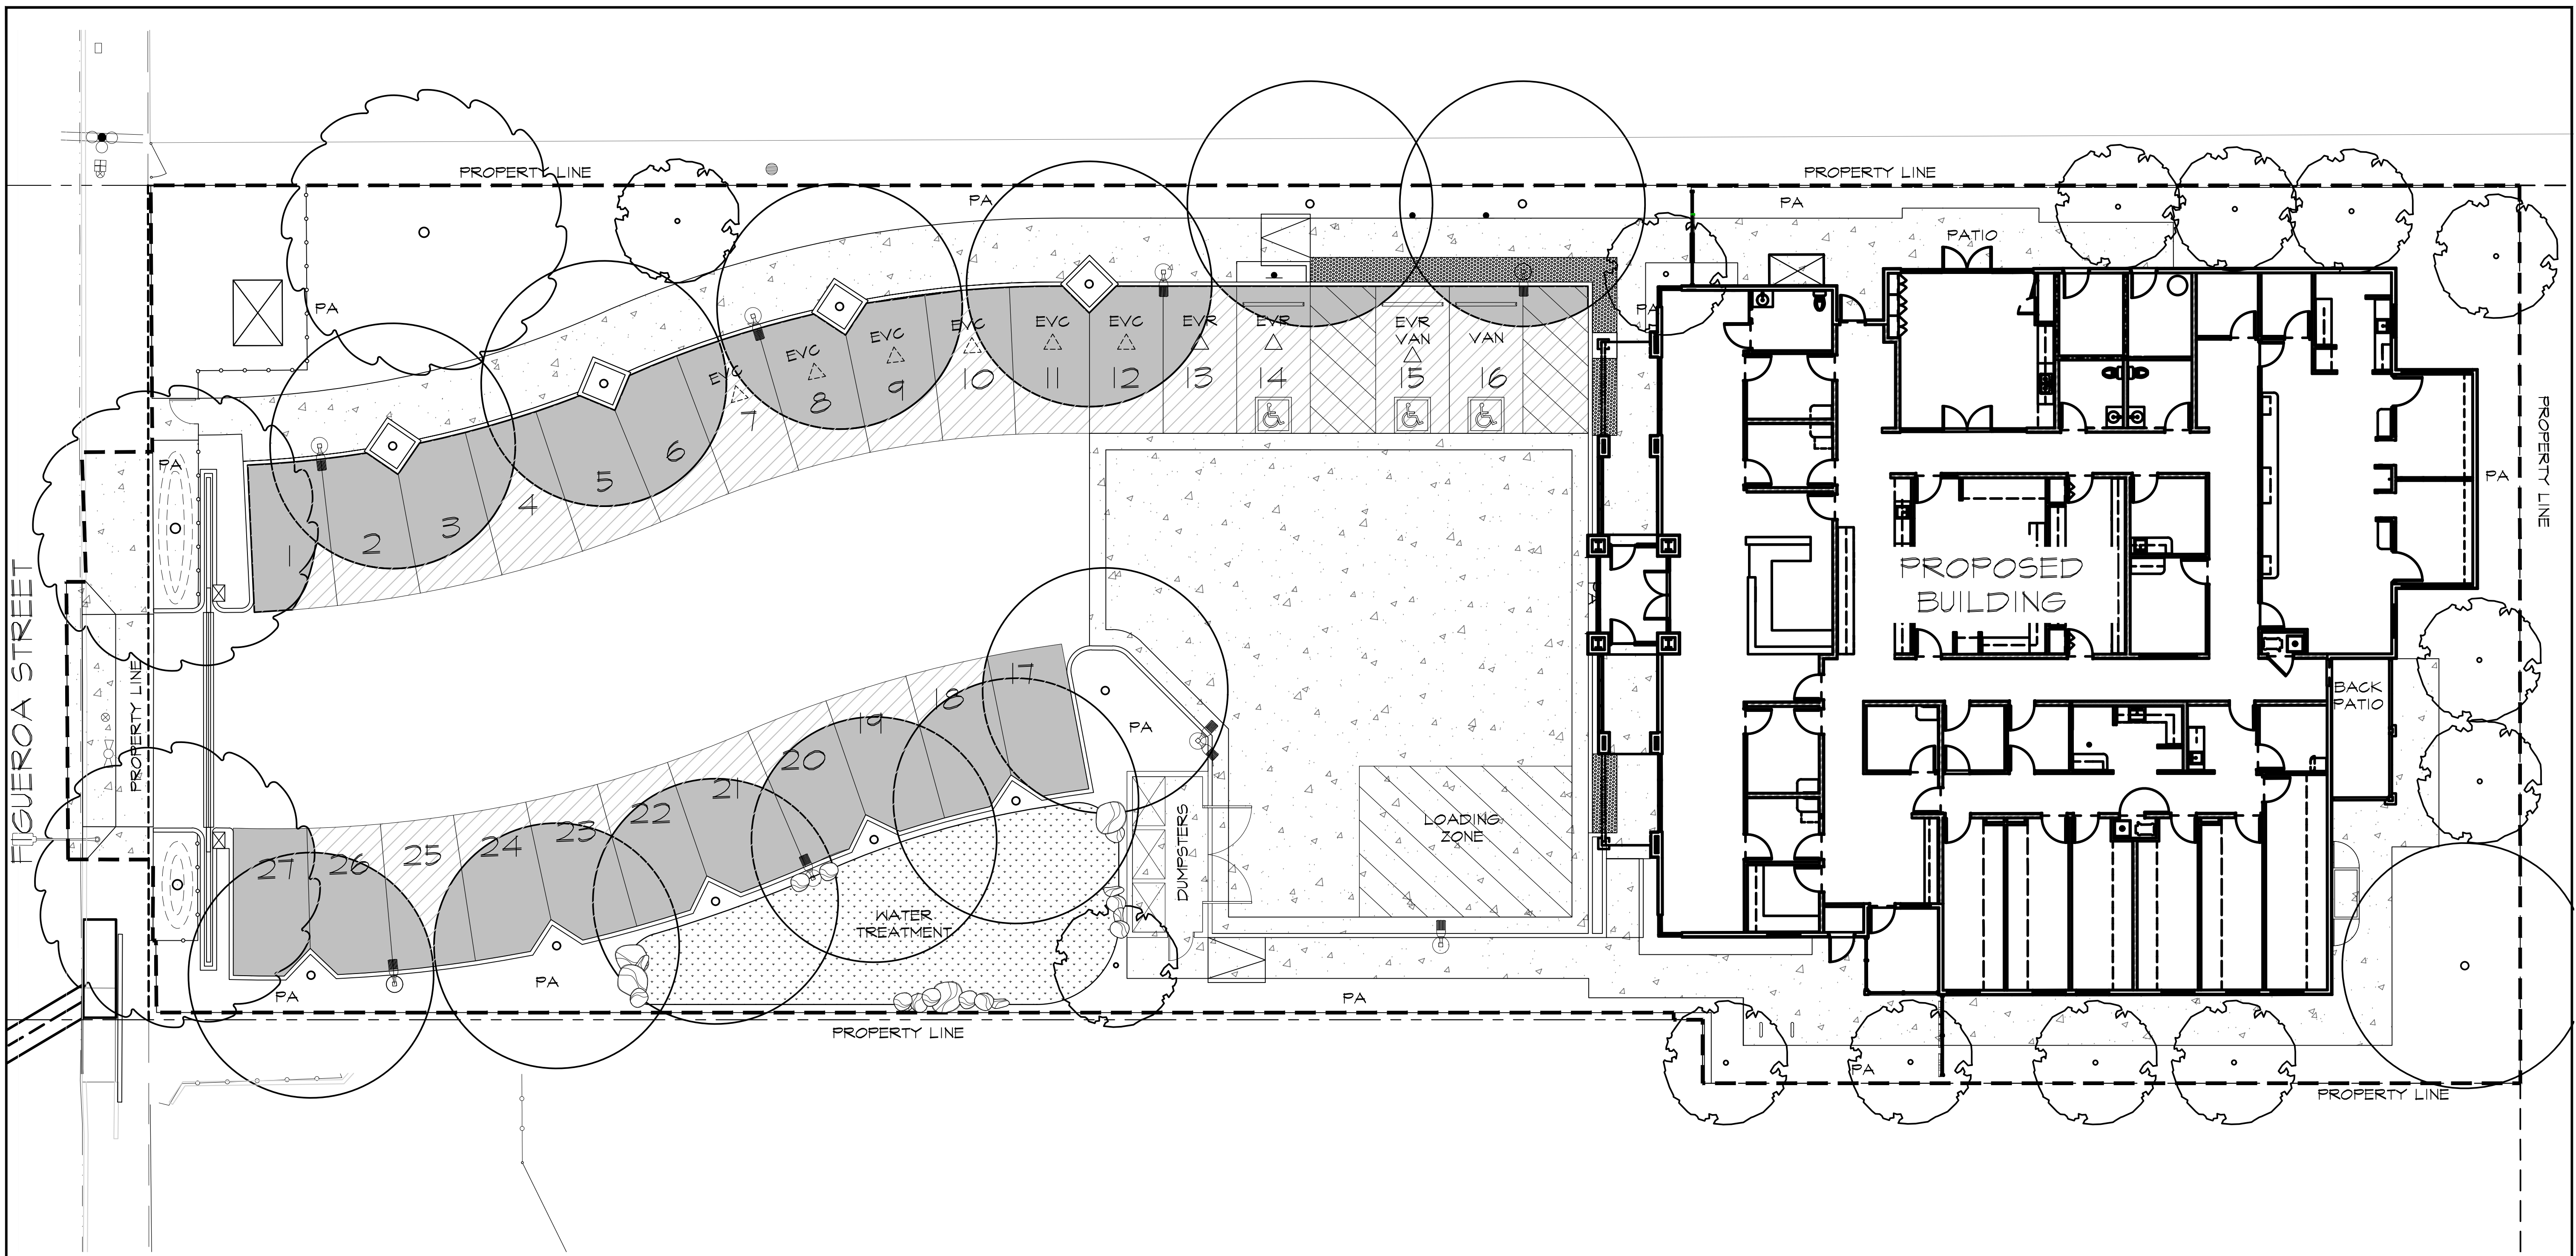 PROPERTY LINE
PROPERTY LINE
PA
PA
PATIO
PA
PA
PA
EVC
EVC
EVC
EVC
EVC
EVC
EVR
EVR
EVR
VAN
VAN
1
2
3
4
5
6
7
8
9
10
11
12
13
14
15
16
PA
PROPERTY LINE
FIGUEROA STREET
PROPERTY LINE
PROPOSED
BUILDING
BACK
PATIO
17
18
19
20
21
22
23
24
25
26
27
PA
DUMPSTERS
LOADING
ZONE
WATER
TREATMENT
PA
PA
PA
PROPERTY LINE
PA
PROPERTY LINE